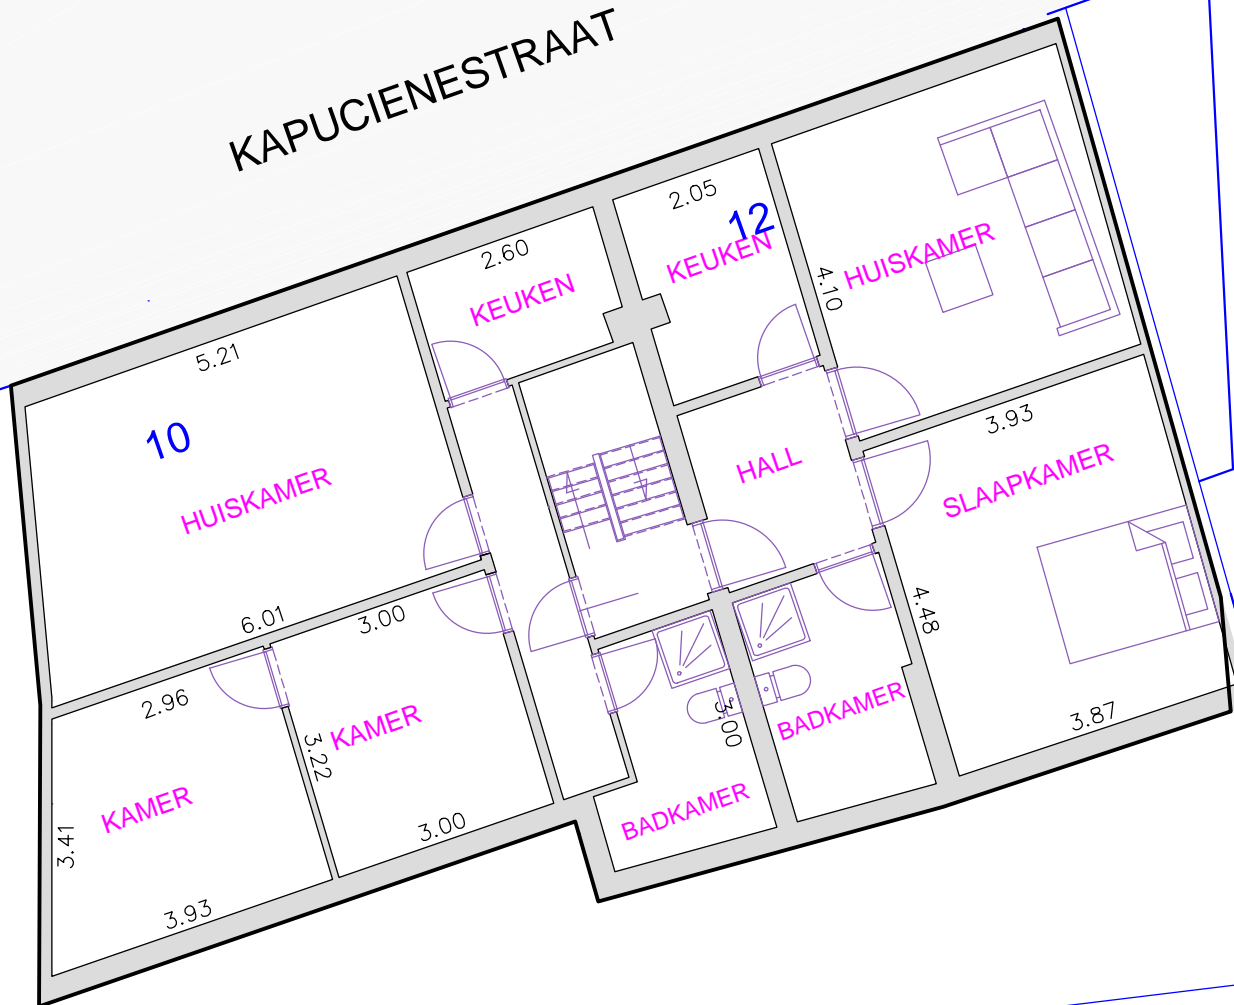 KAPUCIENESTRAAT
2.05
12
KEUKEN
2.60
KEUKEN
HUISKAMER
4.10
5.21
10
HUISKAMER
3.93
HALL
SLAAPKAMER
6.01
3.00
4.48
2.96
KAMER
3.22
3.00
BADKAMER
3.87
KAMER
3.41
3.00
BADKAMER
3.93